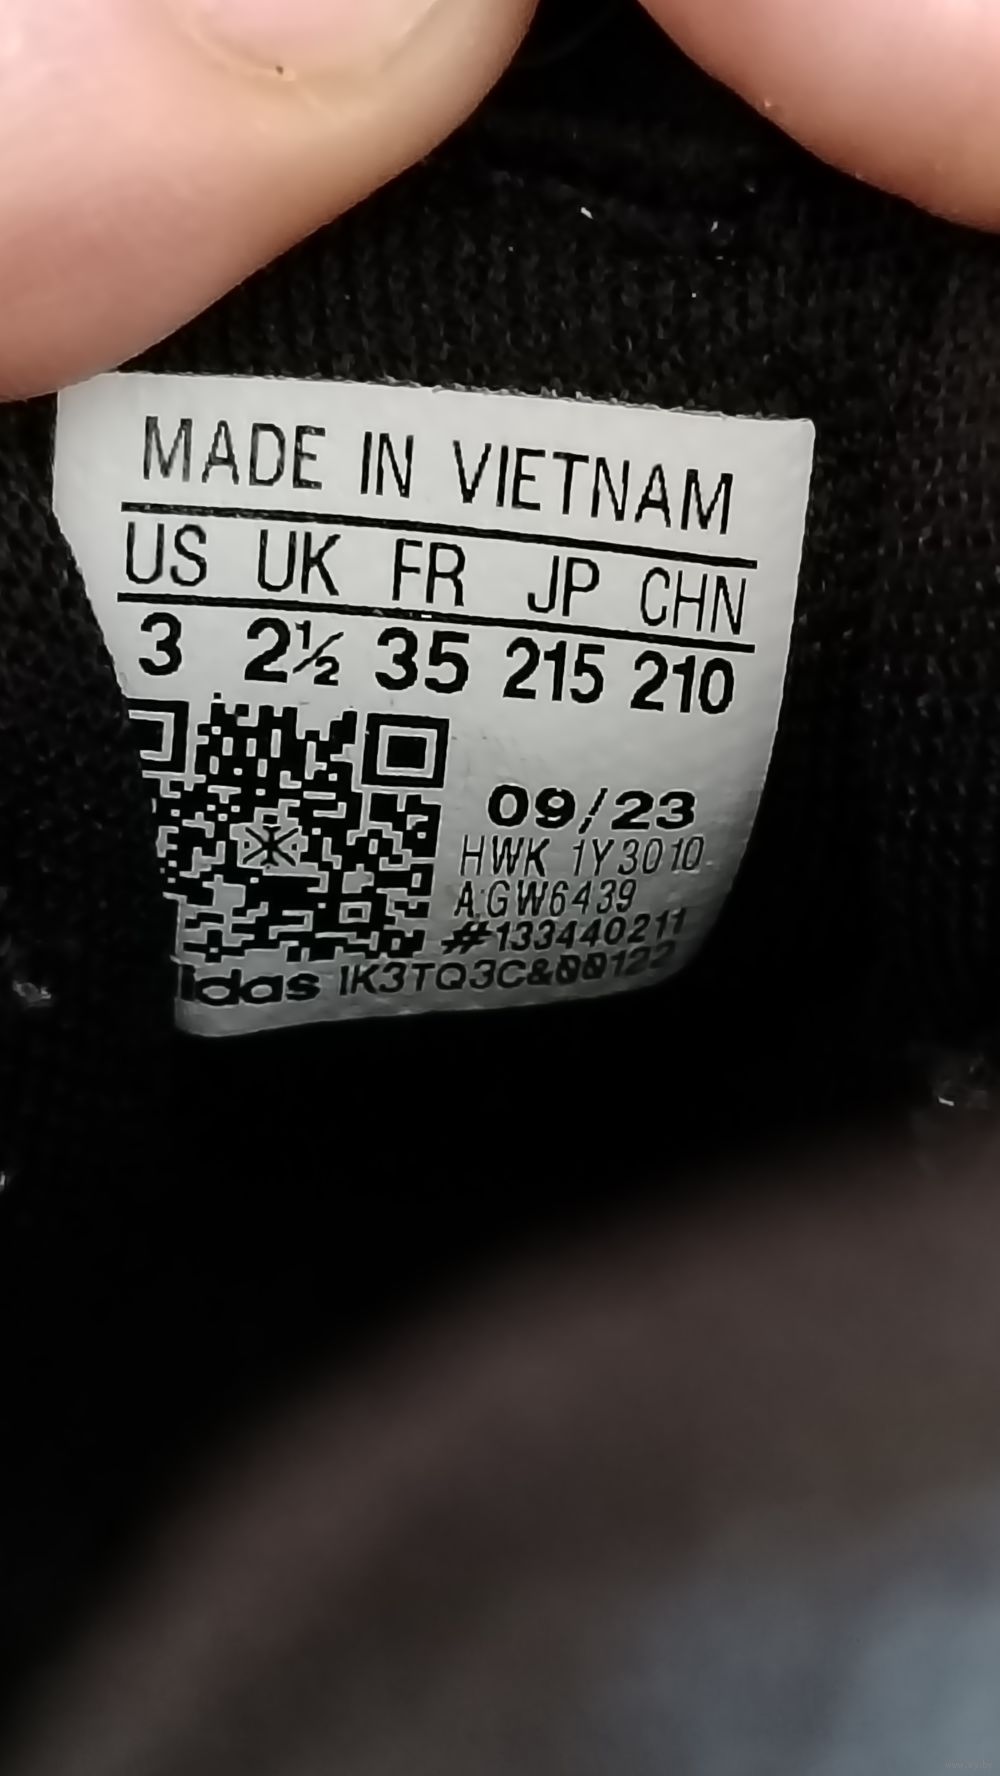 MADE IN VIETNAM
US UK FR JP CHN
3 2½ 35 215 210
09/23
HWK 1Y3010
A:GW6439
#133440211
idas IK3TQ3C&00122